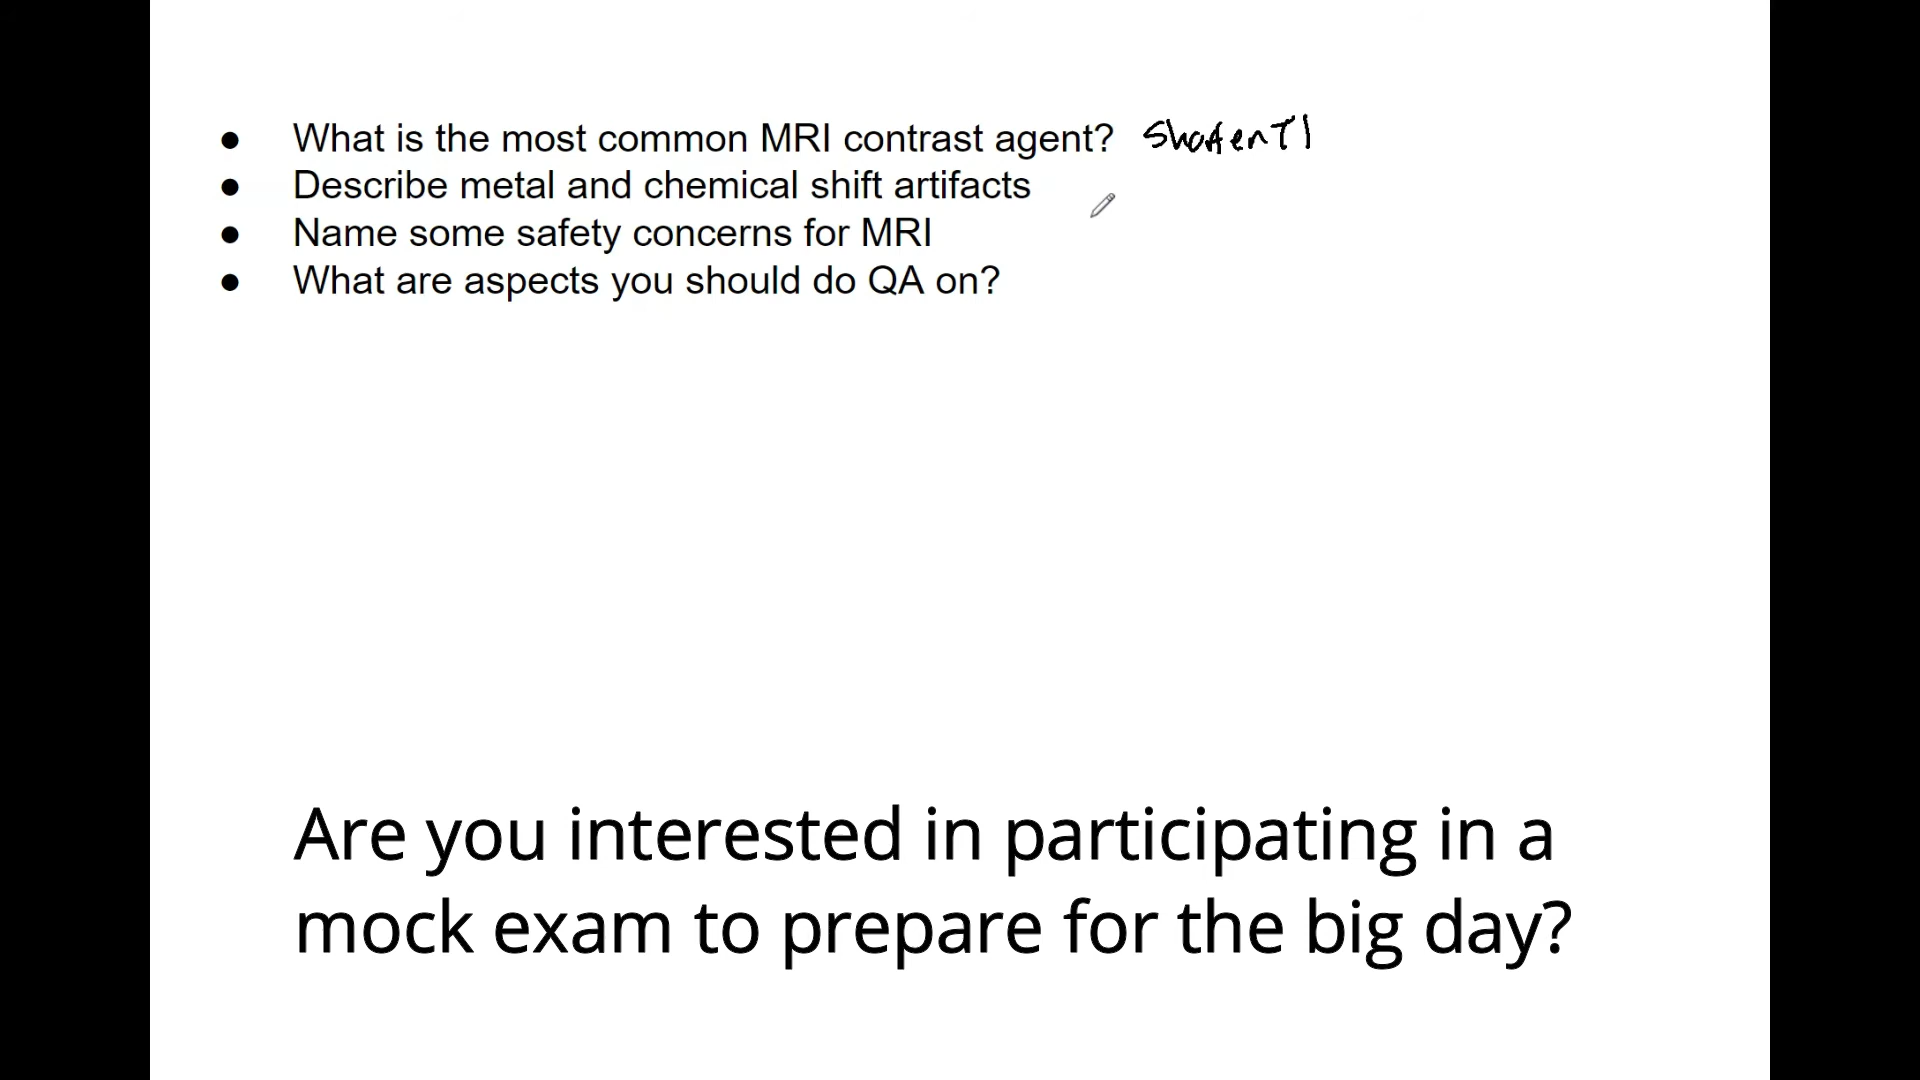 ● What is the most common MRI contrast agent? Shorten T1
● Describe metal and chemical shift artifacts
● Name some safety concerns for MRI
● What are aspects you should do QA on?
Are you interested in participating in a
mock exam to prepare for the big day?